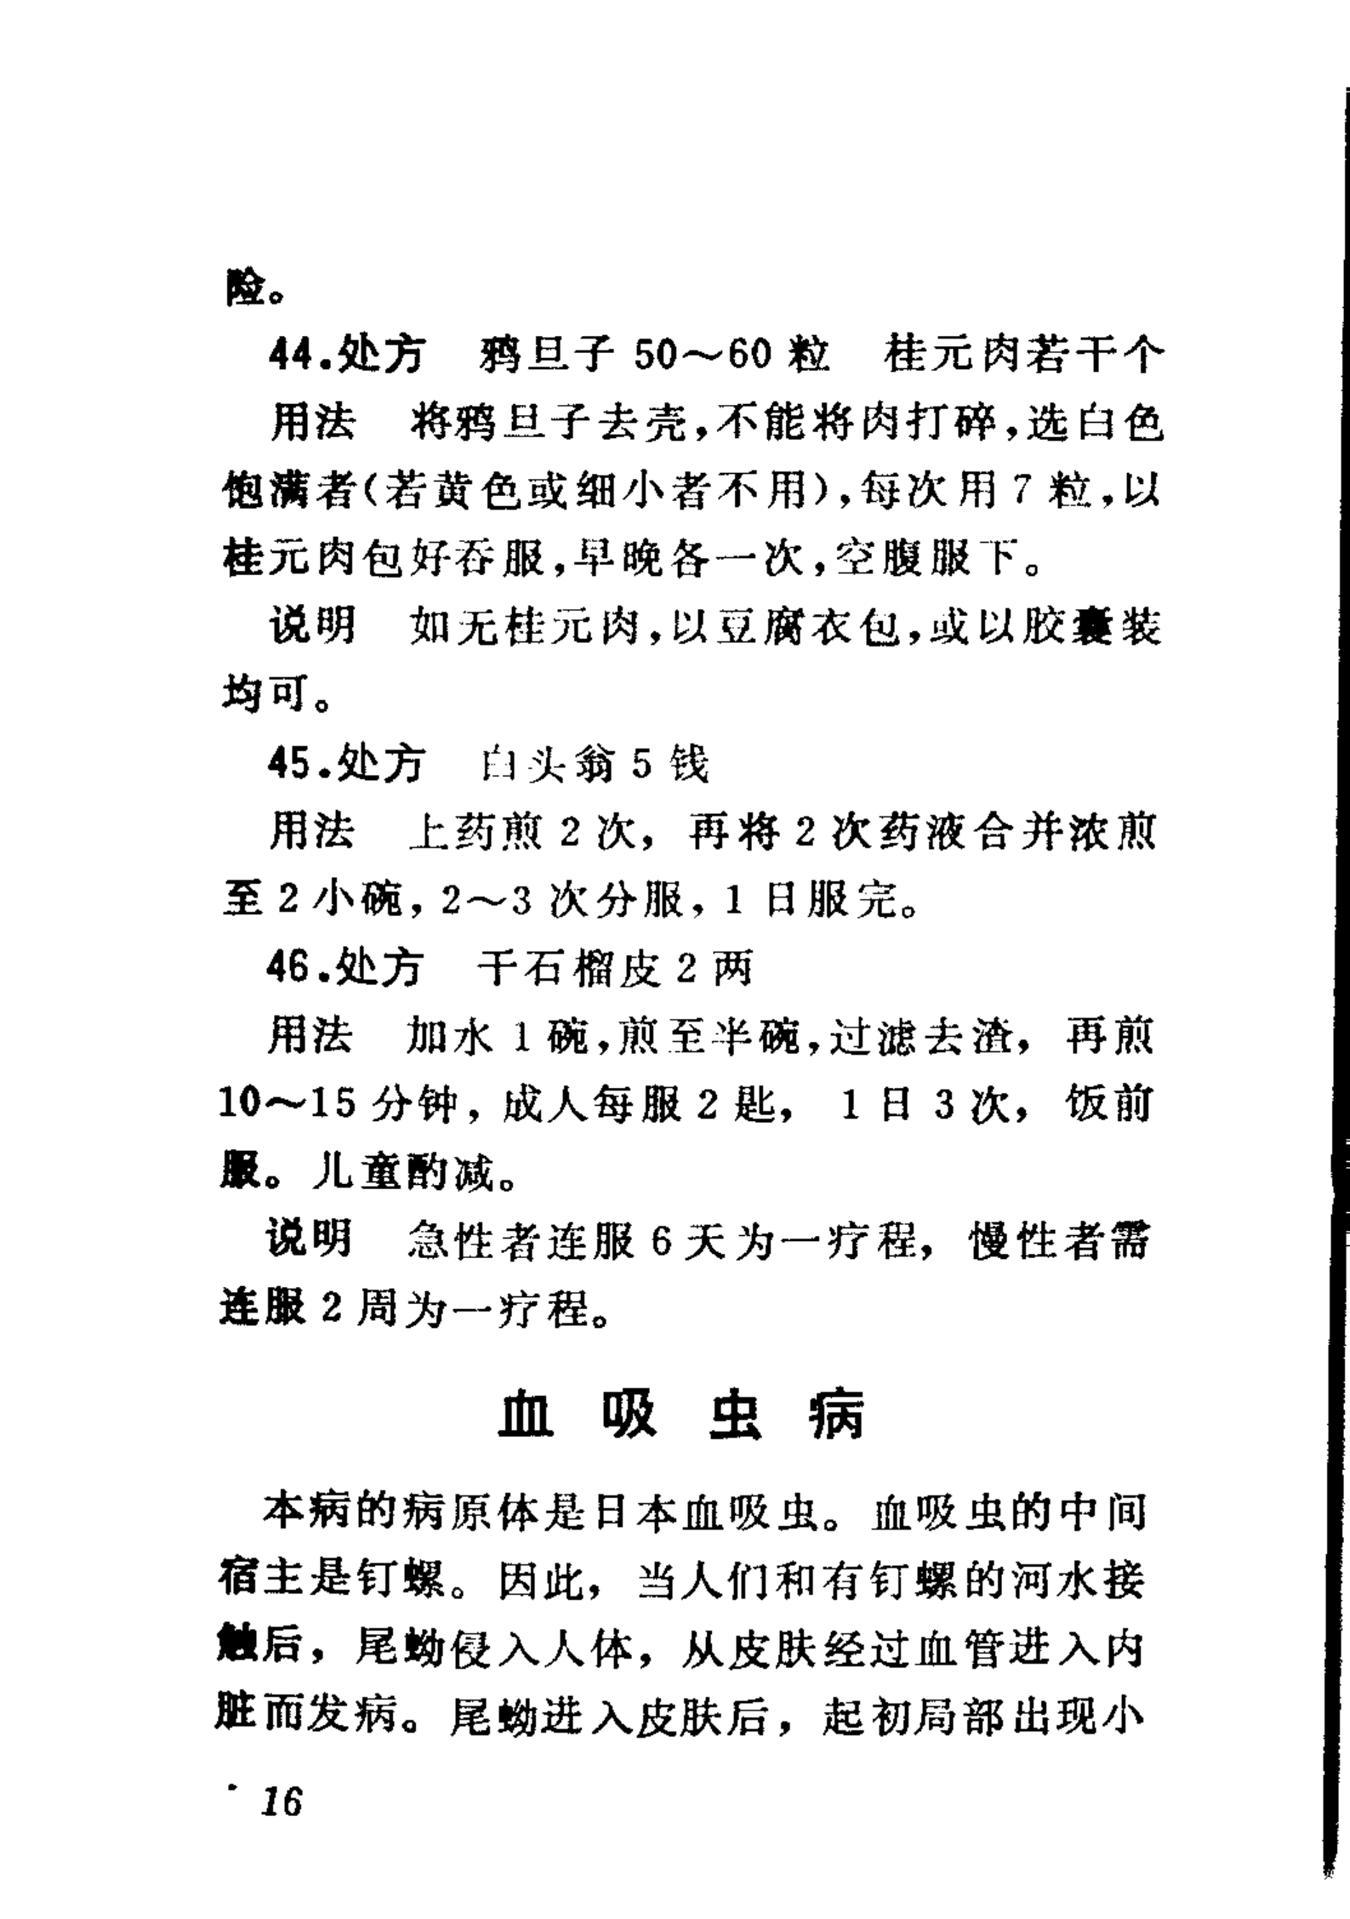 险。
44.处方　鸦旦子 50～60 粒　桂元肉若干个
用法　将鸦旦子去壳，不能将肉打碎，选白色
饱满者（若黄色或细小者不用），每次用 7 粒，以
桂元肉包好吞服，早晚各一次，空腹服下。
说明　如无桂元肉，以豆腐衣包，或以胶囊装
均可。
45.处方　白头翁 5 钱
用法　上药煎 2 次，再将 2 次药液合并浓煎
至 2 小碗，2～3 次分服，1 日服完。
46.处方　干石榴皮 2 两
用法　加水 1 碗，煎至半碗，过滤去渣，再煎
10～15 分钟，成人每服 2 匙，1 日 3 次，饭前
服。儿童酌减。
说明　急性者连服 6 天为一疗程，慢性者需
连服 2 周为一疗程。
血吸虫病
本病的病原体是日本血吸虫。血吸虫的中间
宿主是钉螺。因此，当人们和有钉螺的河水接
触后，尾蚴侵入人体，从皮肤经过血管进入内
脏而发病。尾蚴进入皮肤后，起初局部出现小
16